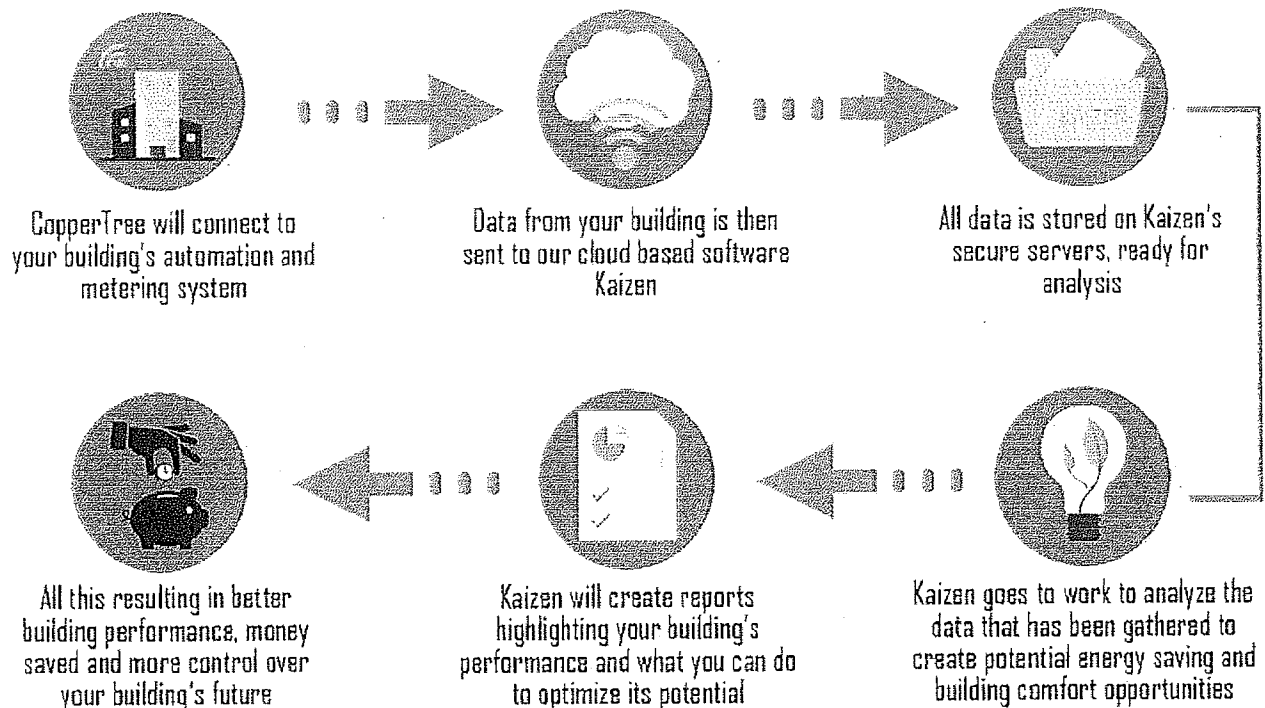 CopperTree will connect to
your building's automation and
metering system
Data from your building is then
sent to our cloud based software
Kaizen
All data is stored on Kaizen's
secure servers, ready for
analysis
Kaizen goes to work to analyze the
data that has been gathered to
create potential energy saving and
building comfort opportunities
Kaizen will create reports
highlighting your building's
performance and what you can do
to optimize its potential
All this resulting in better
building performance, money
saved and more control over
your building's future